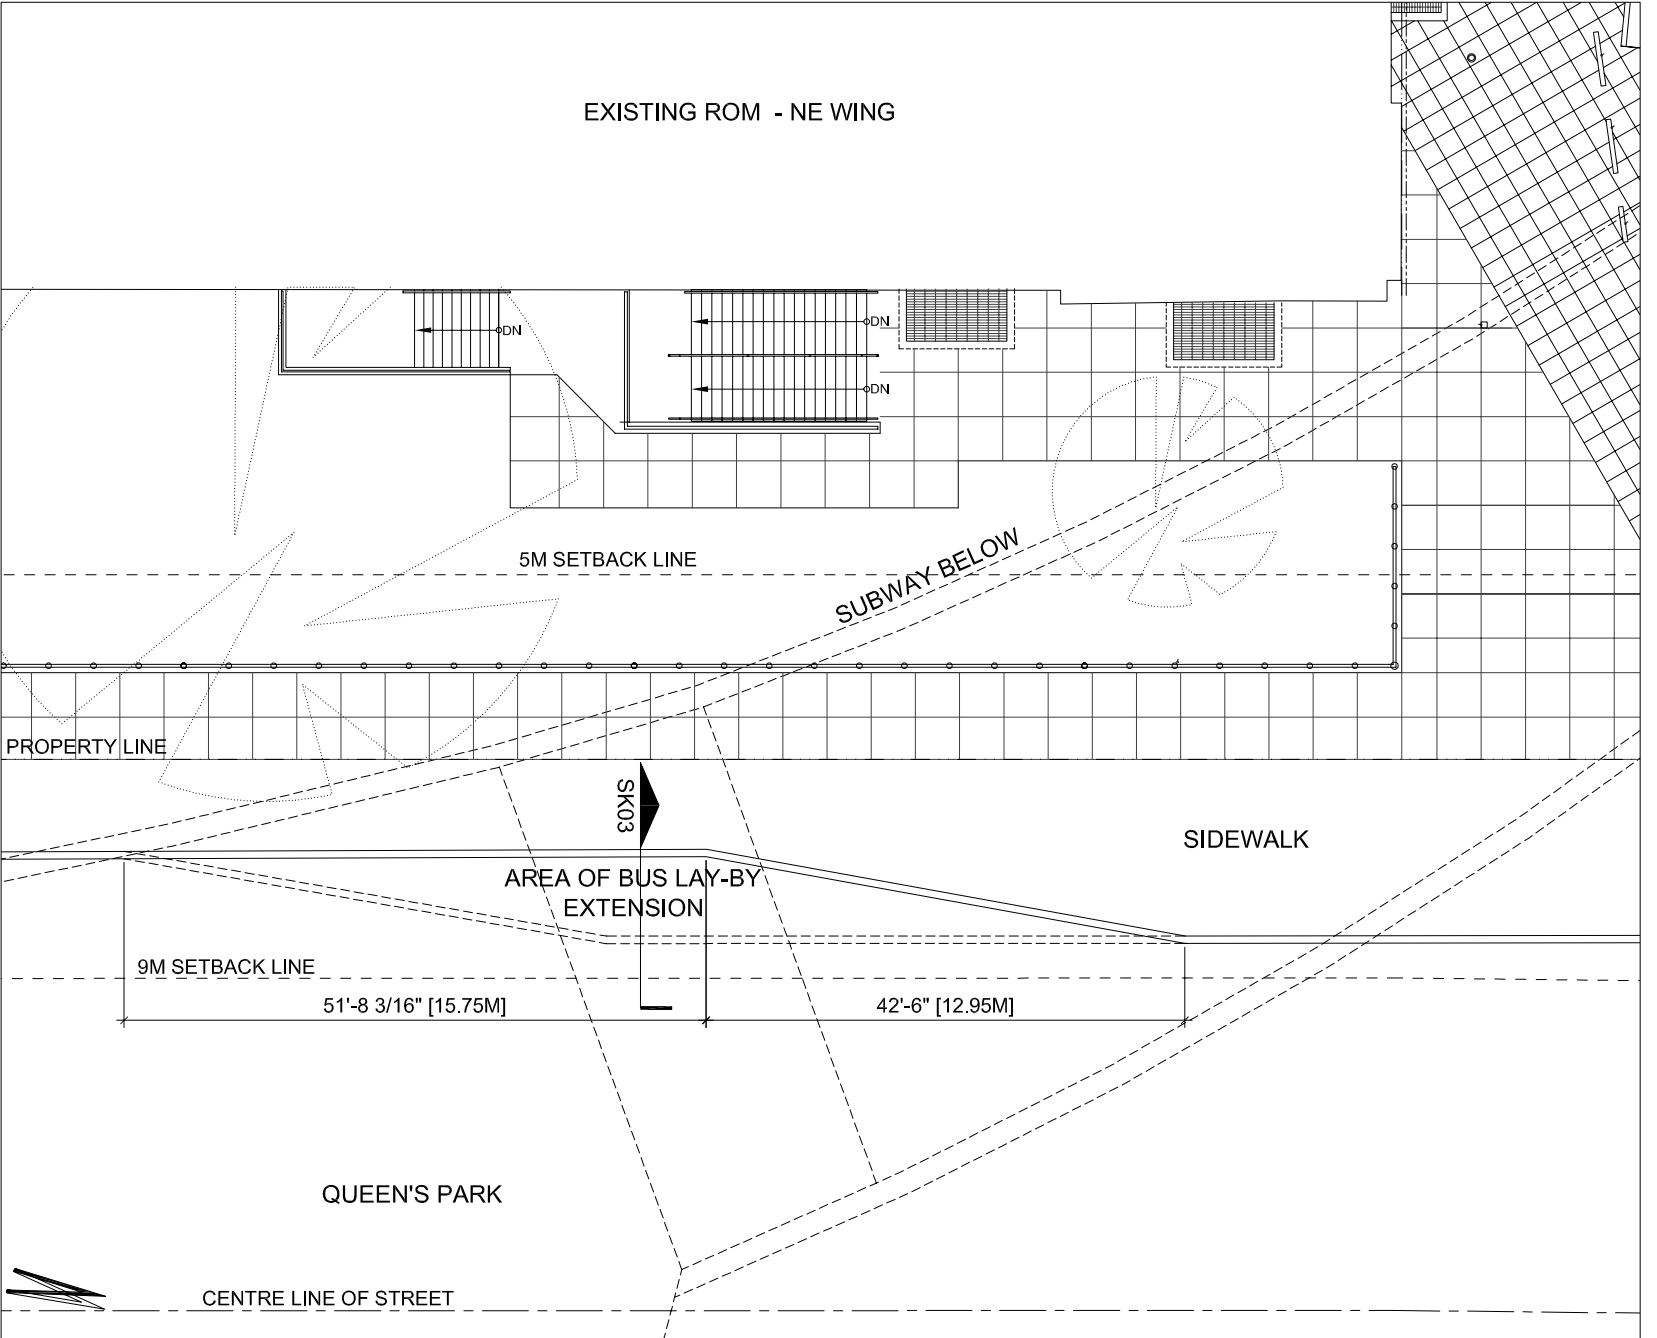 EXISTING ROM - NE WING
DN
DN
DN
5M SETBACK LINE
SUBWAY BELOW
PROPERTY LINE
SK03
SIDEWALK
AREA OF BUS LAY-BY
EXTENSION
9M SETBACK LINE
51'-8 3/16" [15.75M]
42'-6" [12.95M]
QUEEN'S PARK
CENTRE LINE OF STREET